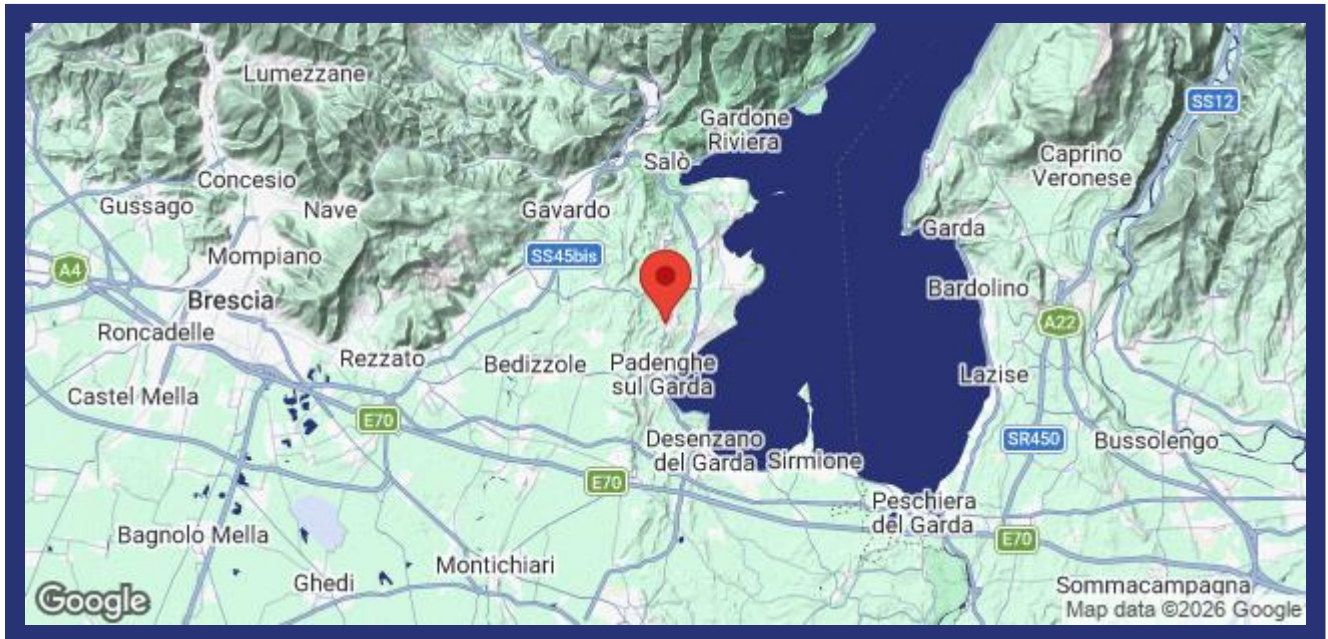 Lumezzane
SS12
Gardone
Riviera
Salò
Caprino
Veronese
Concesio
Gussago
Nave
Gavardo
Garda
Mompiano
SS45bis
A4
Bardolino
Brescia
Roncadelle
A22
Rezzato
Bedizzole
Padenghe
sul Garda
Lazise
Castel Mella
E70
Desenzano
del Garda
Sirmione
SR450
Bussolengo
E70
Peschiera
del Garda
Bagnolo Mella
E70
Montichiari
Ghedi
Sommacampagna
Google
Map data ©2026 Google